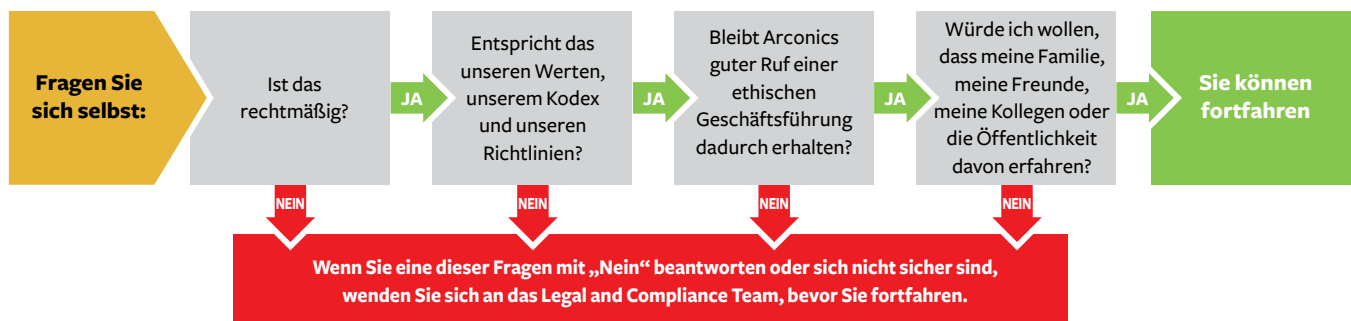 Fragen Sie
sich selbst:
Ist das
rechtmäßig?
JA
Entspricht das
unseren Werten,
unserem Kodex
und unseren
Richtlinien?
JA
Bleibt Arconics
guter Ruf einer
ethischen
Geschäftsführung
dadurch erhalten?
JA
Würde ich wollen,
dass meine Familie,
meine Freunde,
meine Kollegen oder
die Öffentlichkeit
davon erfahren?
JA
Sie können
fortfahren
NEIN
NEIN
NEIN
NEIN
Wenn Sie eine dieser Fragen mit „Nein“ beantworten oder sich nicht sicher sind,
wenden Sie sich an das Legal and Compliance Team, bevor Sie fortfahren.